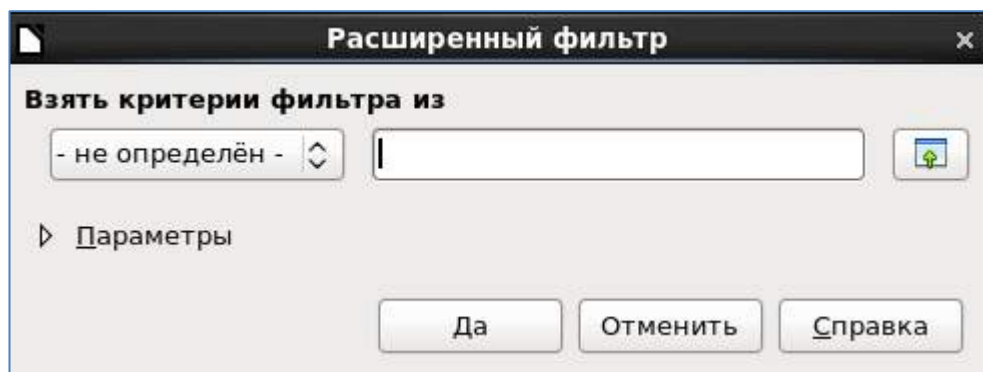 Расширенный фильтр
Взять критерии фильтра из
- не определён -
Параметры
Да Отменить Справка